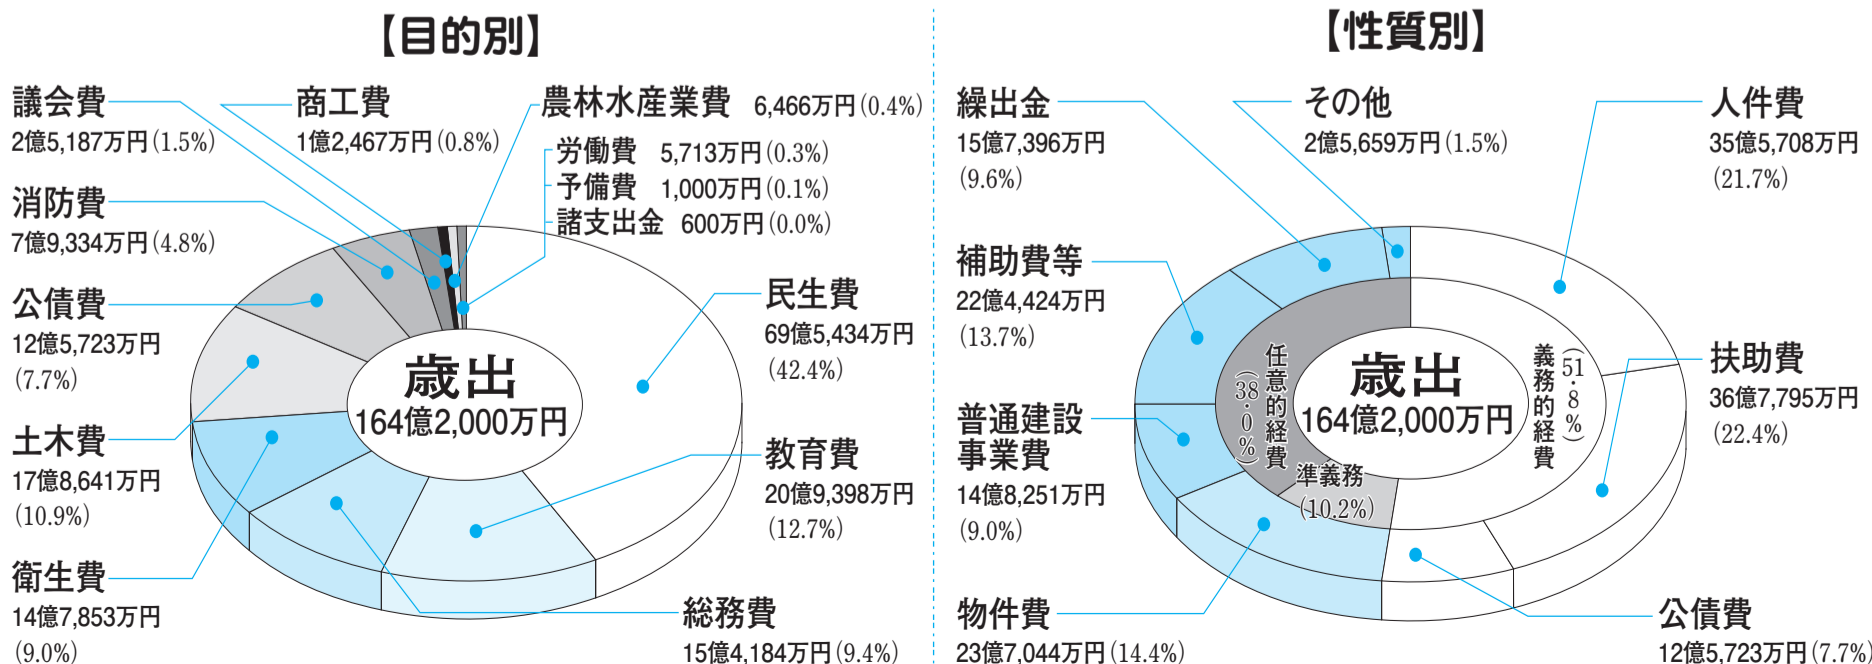 【目的別】
議会費
2億5,187万円(1.5%)
商工費
1億2,467万円(0.8%)
農林水産業費 6,466万円(0.4%)
労働費 5,713万円(0.3%)
予備費 1,000万円(0.1%)
諸支出金 600万円(0.0%)
消防費
7億9,334万円(4.8%)
公債費
12億5,723万円
(7.7%)
土木費
17億8,641万円
(10.9%)
衛生費
14億7,853万円
(9.0%)
民生費
69億5,434万円
(42.4%)
教育費
20億9,398万円
(12.7%)
総務費
15億4,184万円(9.4%)
歳出
164億2,000万円
【性質別】
繰出金
15億7,396万円
(9.6%)
その他
2億5,659万円(1.5%)
人件費
35億5,708万円
(21.7%)
補助費等
22億4,424万円
(13.7%)
扶助費
36億7,795万円
(22.4%)
普通建設
事業費
14億8,251万円
(9.0%)
物件費
23億7,044万円(14.4%)
公債費
12億5,723万円(7.7%)
歳出
164億2,000万円
任意的経費
(38.0%)
義務的経費
(51.8%)
準義務
(10.2%)